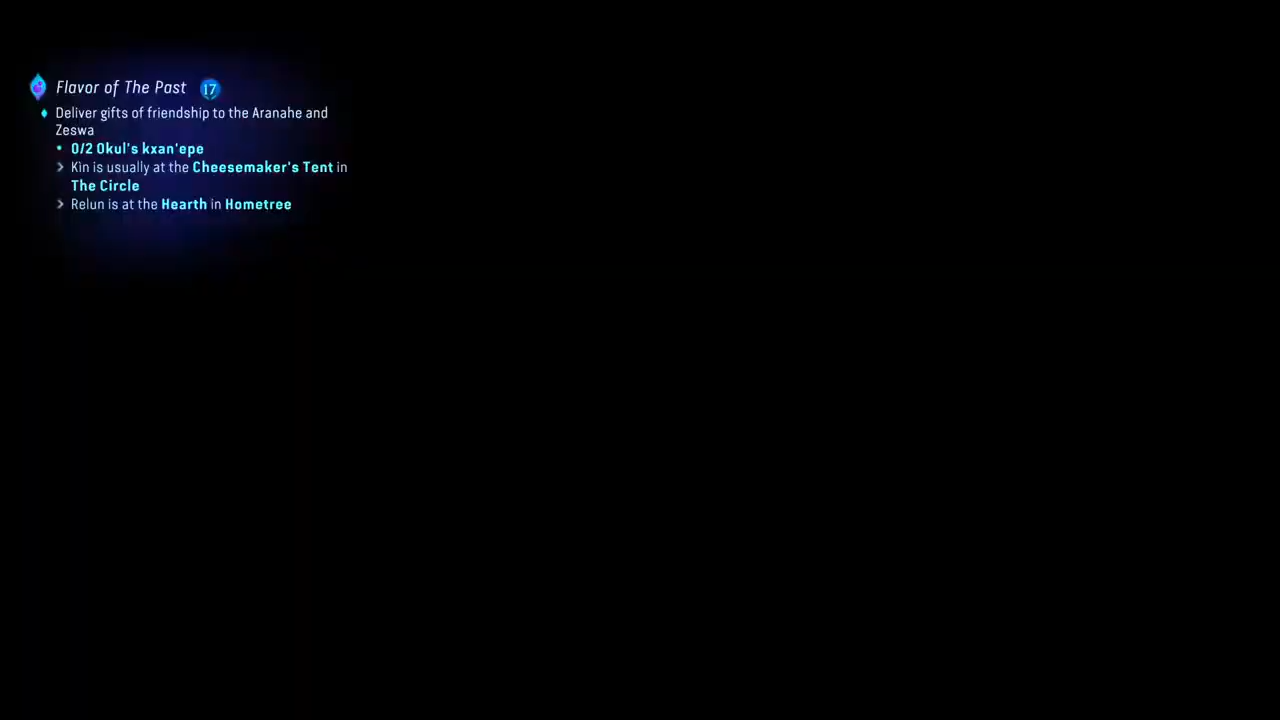 Flavor of The Past 17
Deliver gifts of friendship to the Aranahe and
Zeswa
0/2 Okul's kxan'epe
Kin is usually at the Cheesemaker's Tent in
The Circle
Relun is at the Hearth in Hometree